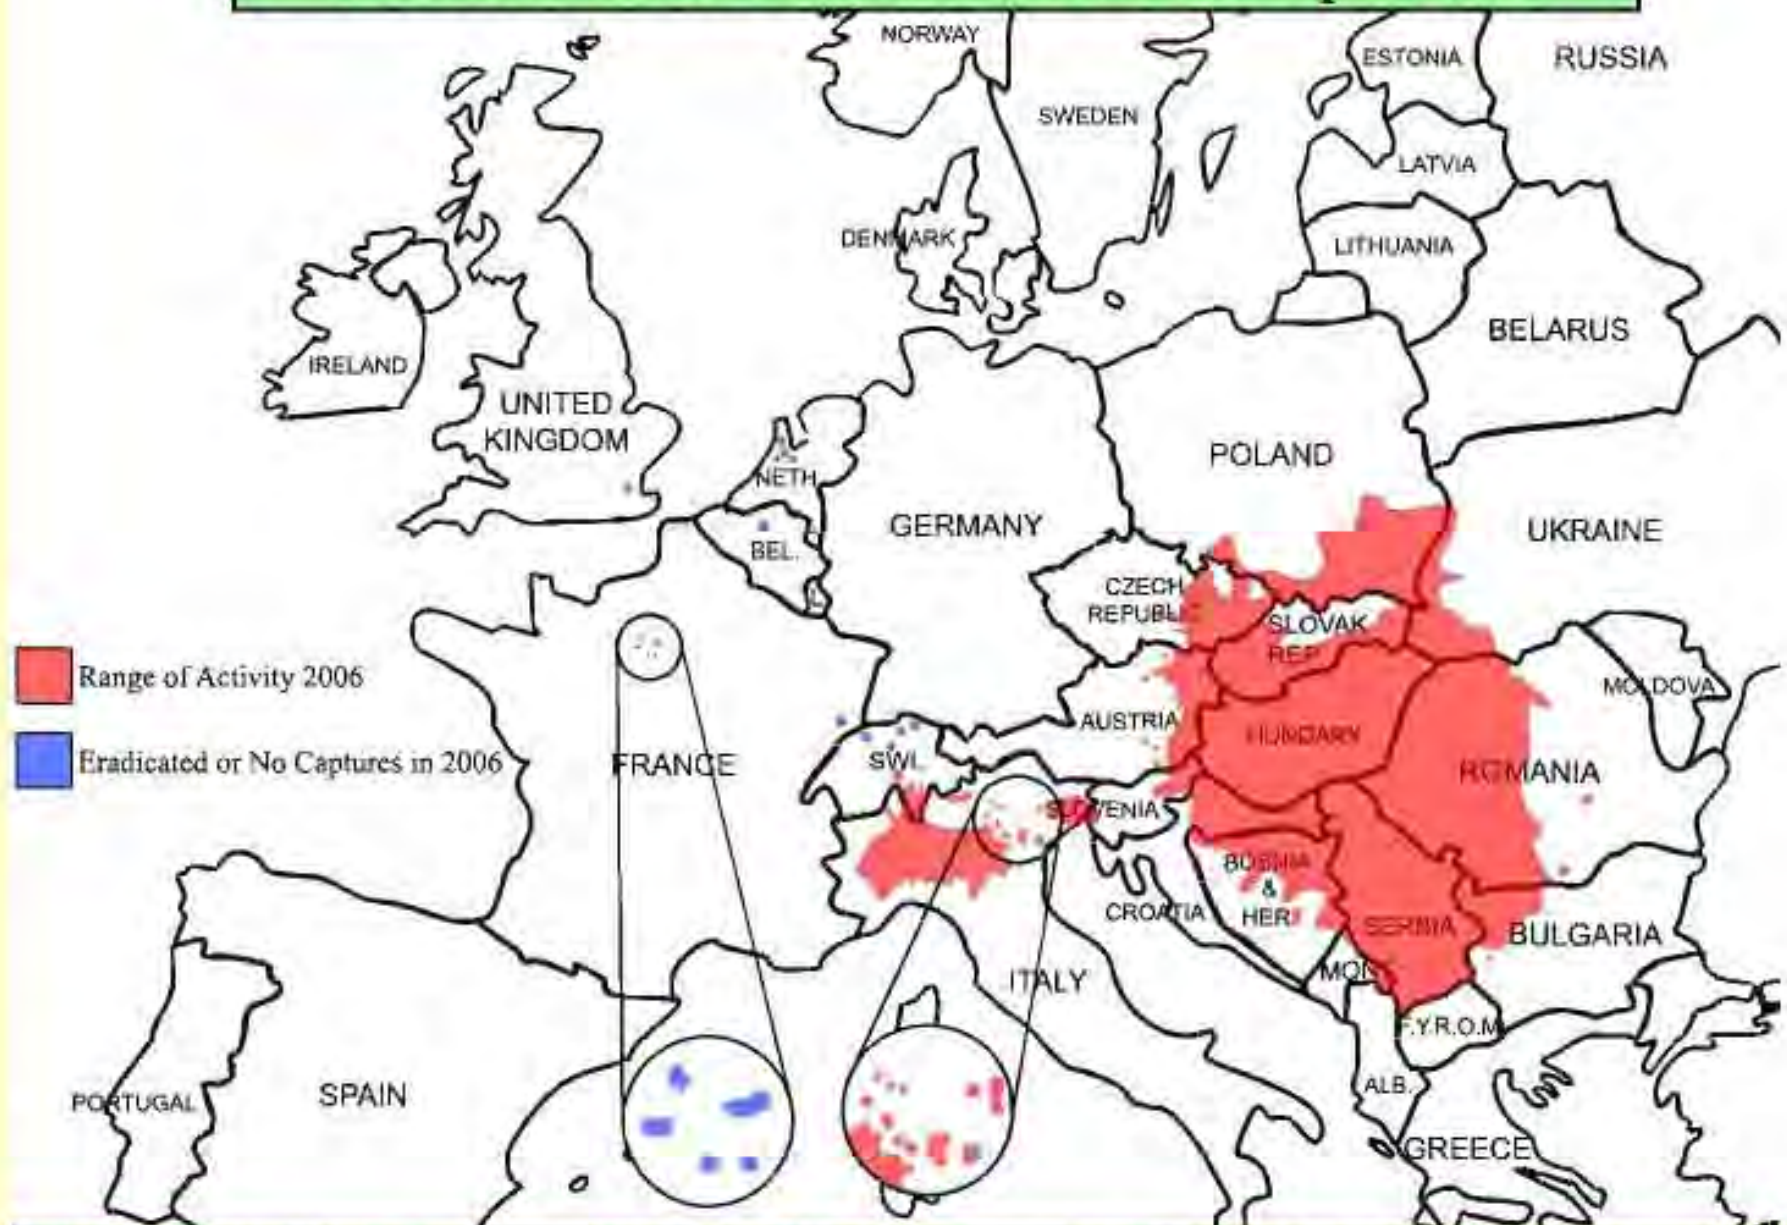 NORWAY
ESTONIA
RUSSIA
SWEDEN
LATVIA
DENMARK
LITHUANIA
BELARUS
IRELAND
UNITED
KINGDOM
POLAND
NETH
GERMANY
UKRAINE
BEL.
CZECH
REPUBLIC
L
SLOVAK
REP
Range of Activity 2006
MOLDOVA
AUSTRIA
HUNGARY
Eradicated or No Captures in 2006
FRANCE
SWI.
ROMANIA
SLOVENIA
BOSNIA
&
HER
CROATIA
SERBIA
BULGARIA
MON
ITALY
F.Y.R.O.M
PORTUGAL
SPAIN
ALB.
GREECE